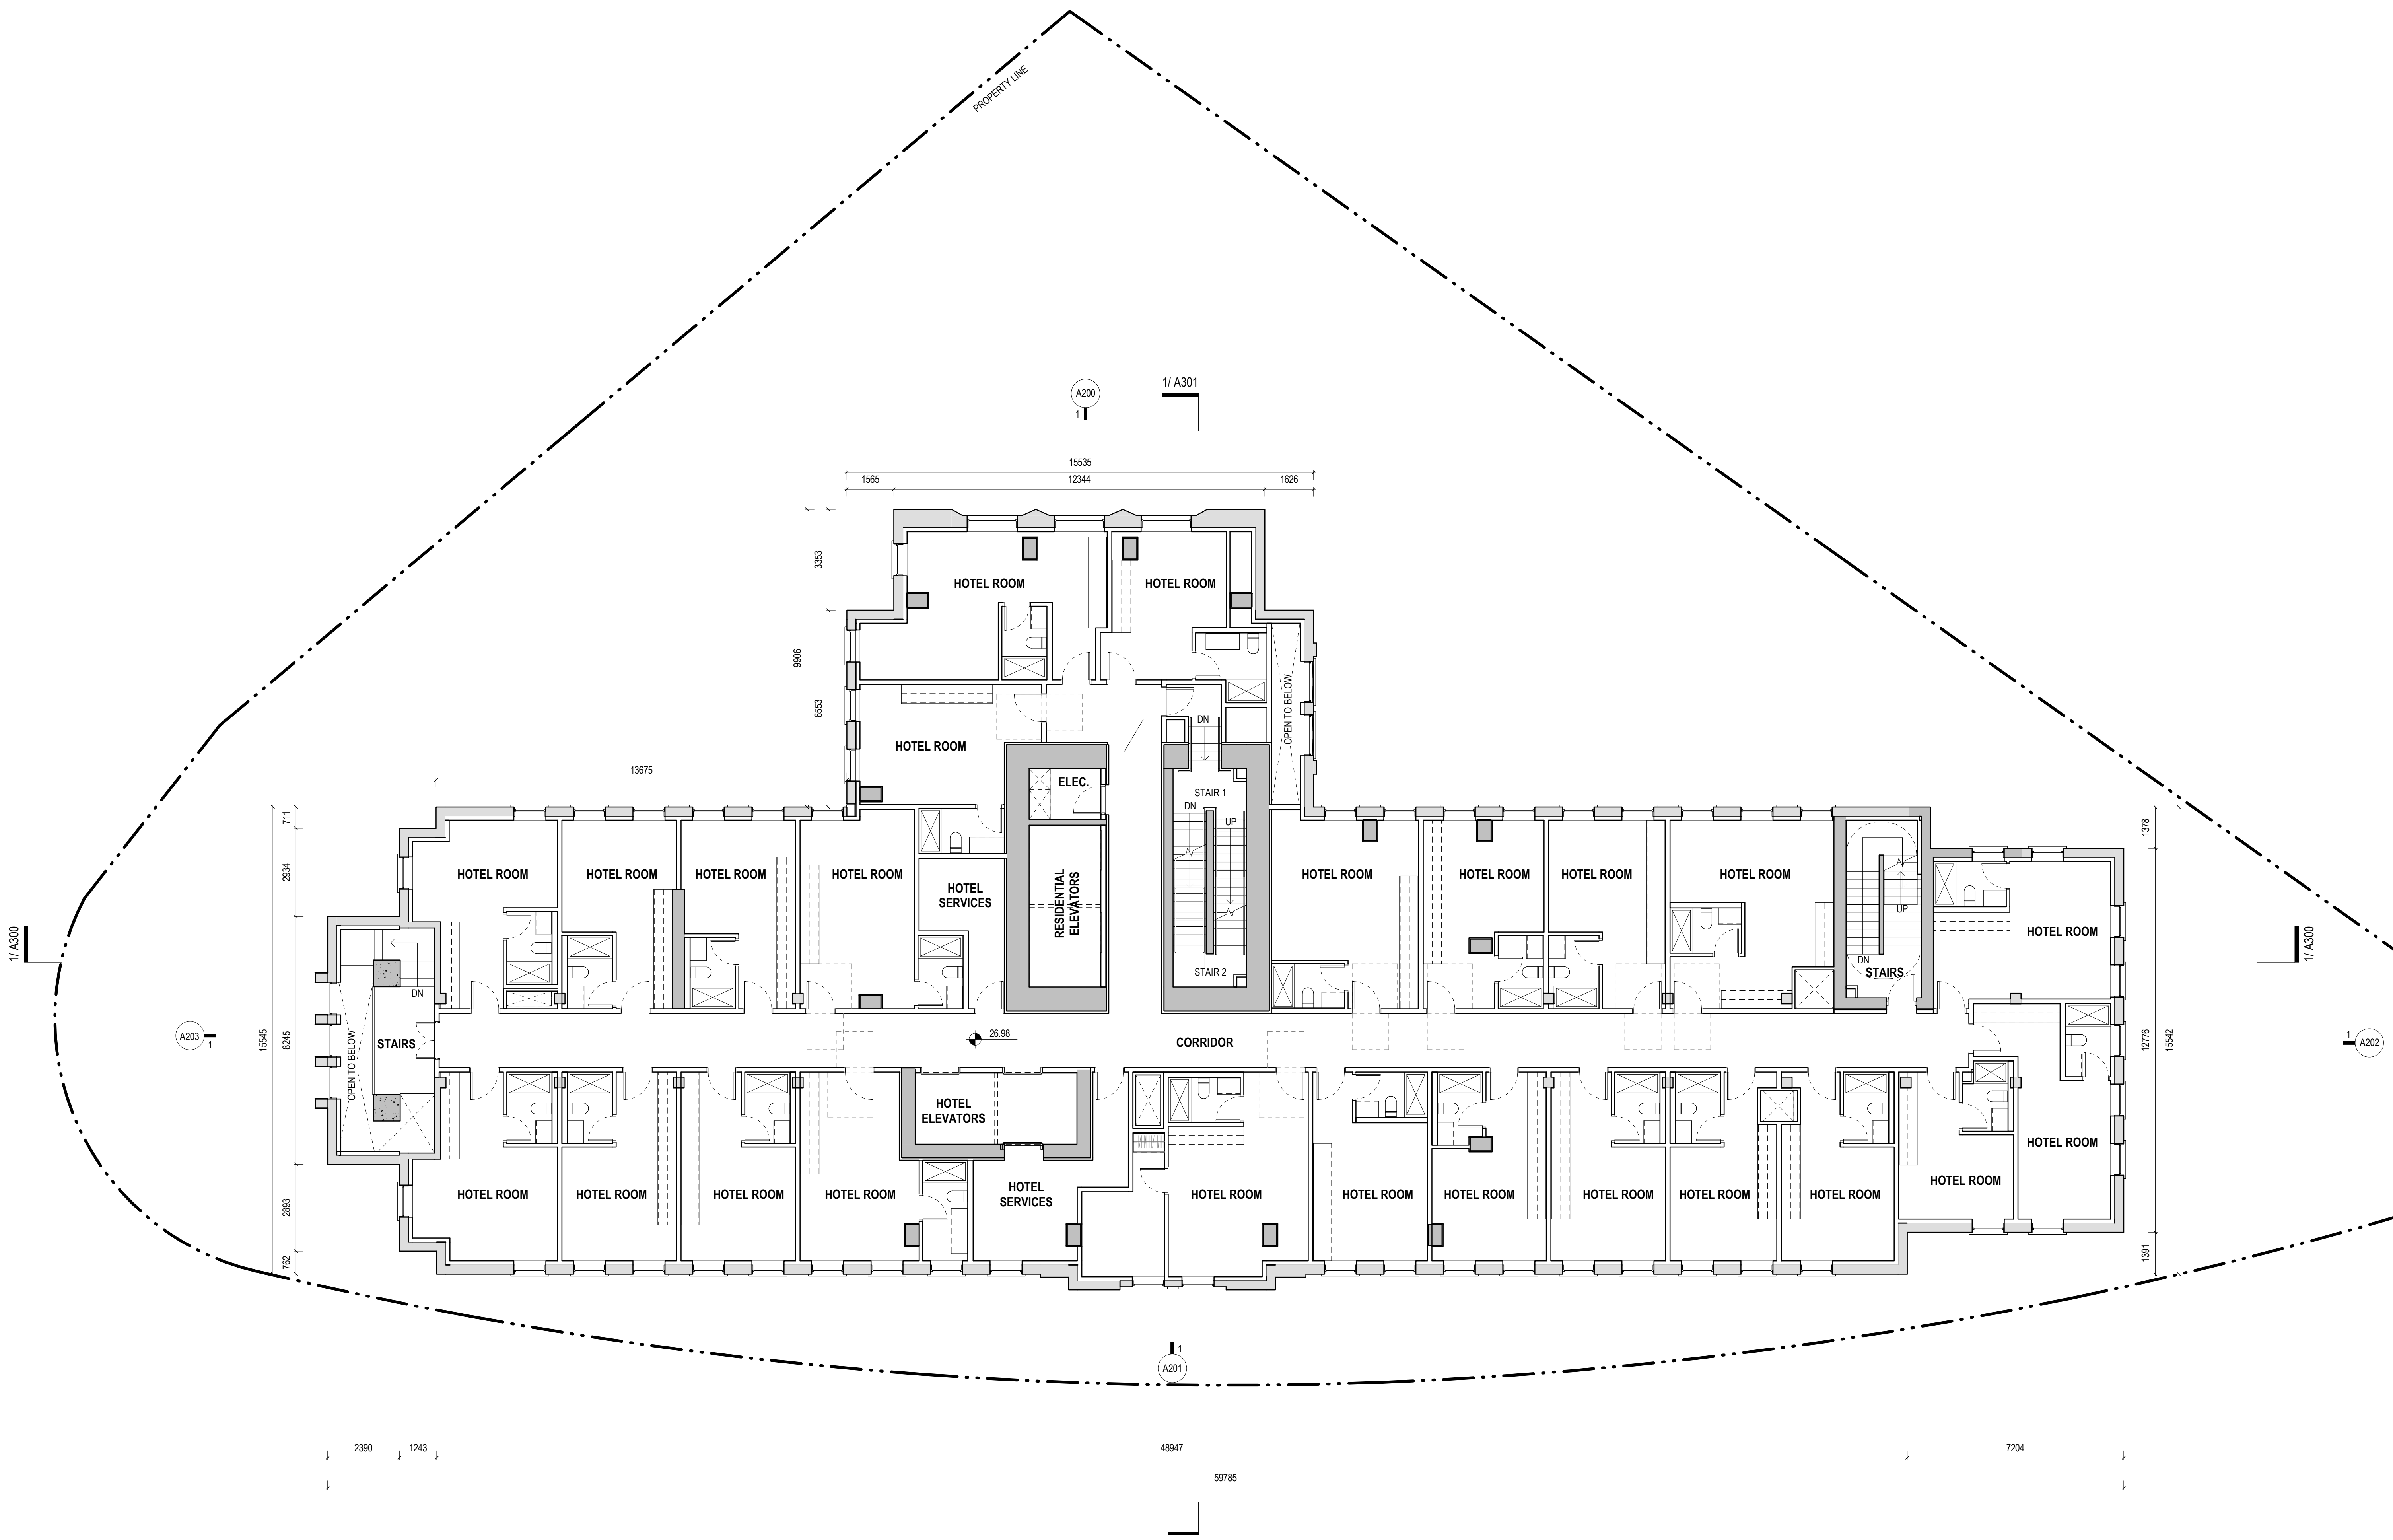 PROPERTY LINE
1/ A301
A200
1
15535
1565
12344
1626
3353
9906
6553
HOTEL ROOM
HOTEL ROOM
HOTEL ROOM
OPEN TO BELOW
DN
13675
ELEC.
STAIR 1
DN
UP
RESIDENTIAL
ELEVATORS
STAIR 2
711
2934
15545
8245
2893
762
1378
12776
15542
1391
HOTEL ROOM
HOTEL ROOM
HOTEL ROOM
HOTEL ROOM
HOTEL
SERVICES
HOTEL ROOM
HOTEL ROOM
HOTEL ROOM
HOTEL ROOM
UP
DN
STAIRS
HOTEL ROOM
1/ A300
1/ A300
DN
STAIRS
OPEN TO BELOW
A203
1
26.98
CORRIDOR
1
A202
HOTEL
ELEVATORS
HOTEL ROOM
HOTEL ROOM
HOTEL ROOM
HOTEL ROOM
HOTEL
SERVICES
HOTEL ROOM
HOTEL ROOM
HOTEL ROOM
HOTEL ROOM
HOTEL ROOM
HOTEL ROOM
HOTEL ROOM
HOTEL ROOM
1
A201
2390
1243
48947
7204
59785